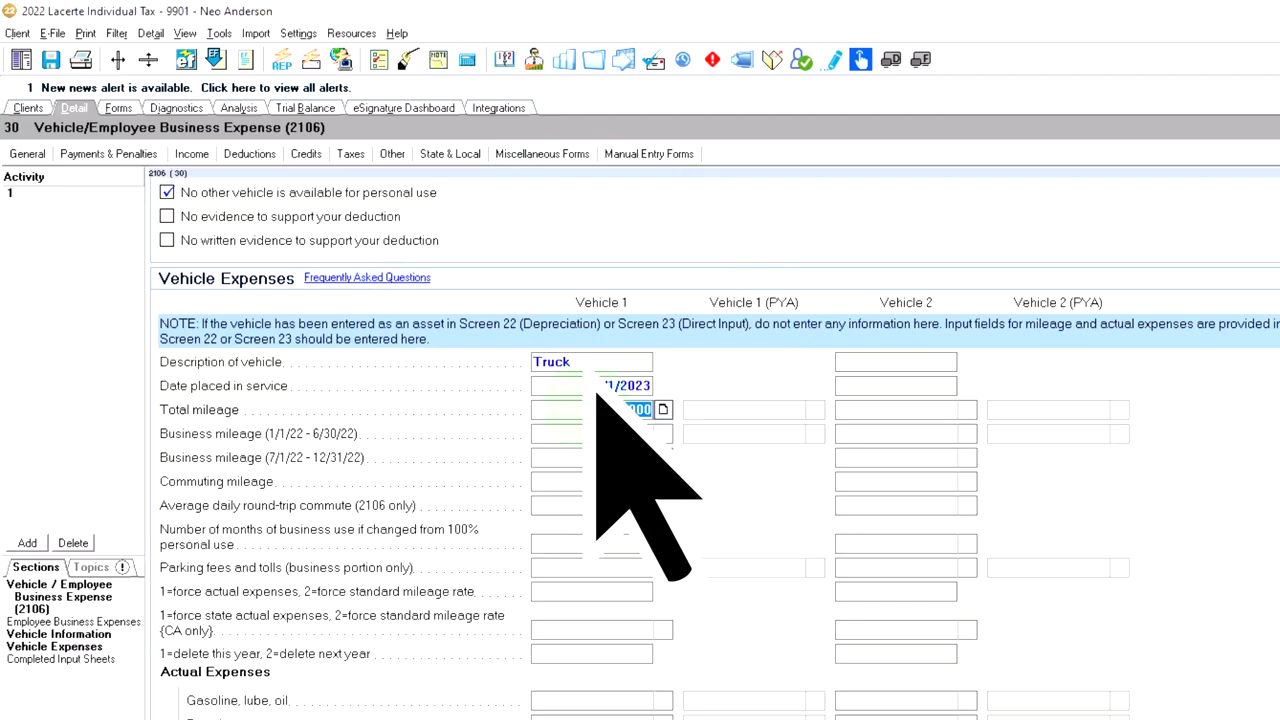 2022 Lacerte Individual Tax - 9901 - Neo Anderson
Client E-File Print Filter Detail View Tools Import Settings Resources Help
1 New news alert is available. Click here to view all alerts.
Clients Detail Forms Diagnostics Analysis Trial Balance eSignature Dashboard Integrations
30 Vehicle/Employee Business Expense (2106)
General Payments & Penalties Income Deductions Credits Taxes Other State & Local Miscellaneous Forms Manual Entry Forms
Activity
1
2106 (30)
No other vehicle is available for personal use
No evidence to support your deduction
No written evidence to support your deduction
Vehicle Expenses Frequently Asked Questions
Vehicle 1 Vehicle 1 (PYA) Vehicle 2 Vehicle 2 (PYA)
NOTE: If the vehicle has been entered as an asset in Screen 22 (Depreciation) or Screen 23 (Direct Input), do not enter any information here. Input fields for mileage and actual expenses are provided in
Screen 22 or Screen 23 should be entered here.
Description of vehicle Truck
Date placed in service /1/2023
Total mileage 000
Business mileage (1/1/22 - 6/30/22)
Business mileage (7/1/22 - 12/31/22)
Commuting mileage
Average daily round-trip commute (2106 only)
Number of months of business use if changed from 100%
personal use
Parking fees and tolls (business portion only)
1=force actual expenses, 2=force standard mileage rate
1=force state actual expenses, 2=force standard mileage rate
{CA only}
1=delete this year, 2=delete next year
Actual Expenses
Gasoline, lube, oil
Add Delete
Sections Topics
Vehicle / Employee
Business Expense
(2106)
Employee Business Expenses
Vehicle Information
Vehicle Expenses
Completed Input Sheets